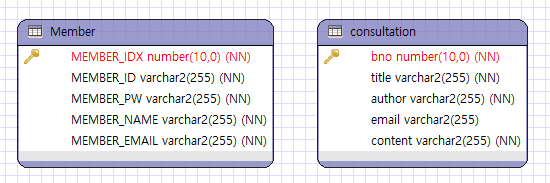 Member
MEMBER_IDX number(10,0) (NN)
MEMBER_ID varchar2(255) (NN)
MEMBER_PW varchar2(255) (NN)
MEMBER_NAME varchar2(255) (NN)
MEMBER_EMAIL varchar2(255) (NN)
consultation
bno number(10,0) (NN)
title varchar2(255) (NN)
author varchar2(255) (NN)
email varchar2(255)
content varchar2(255) (NN)